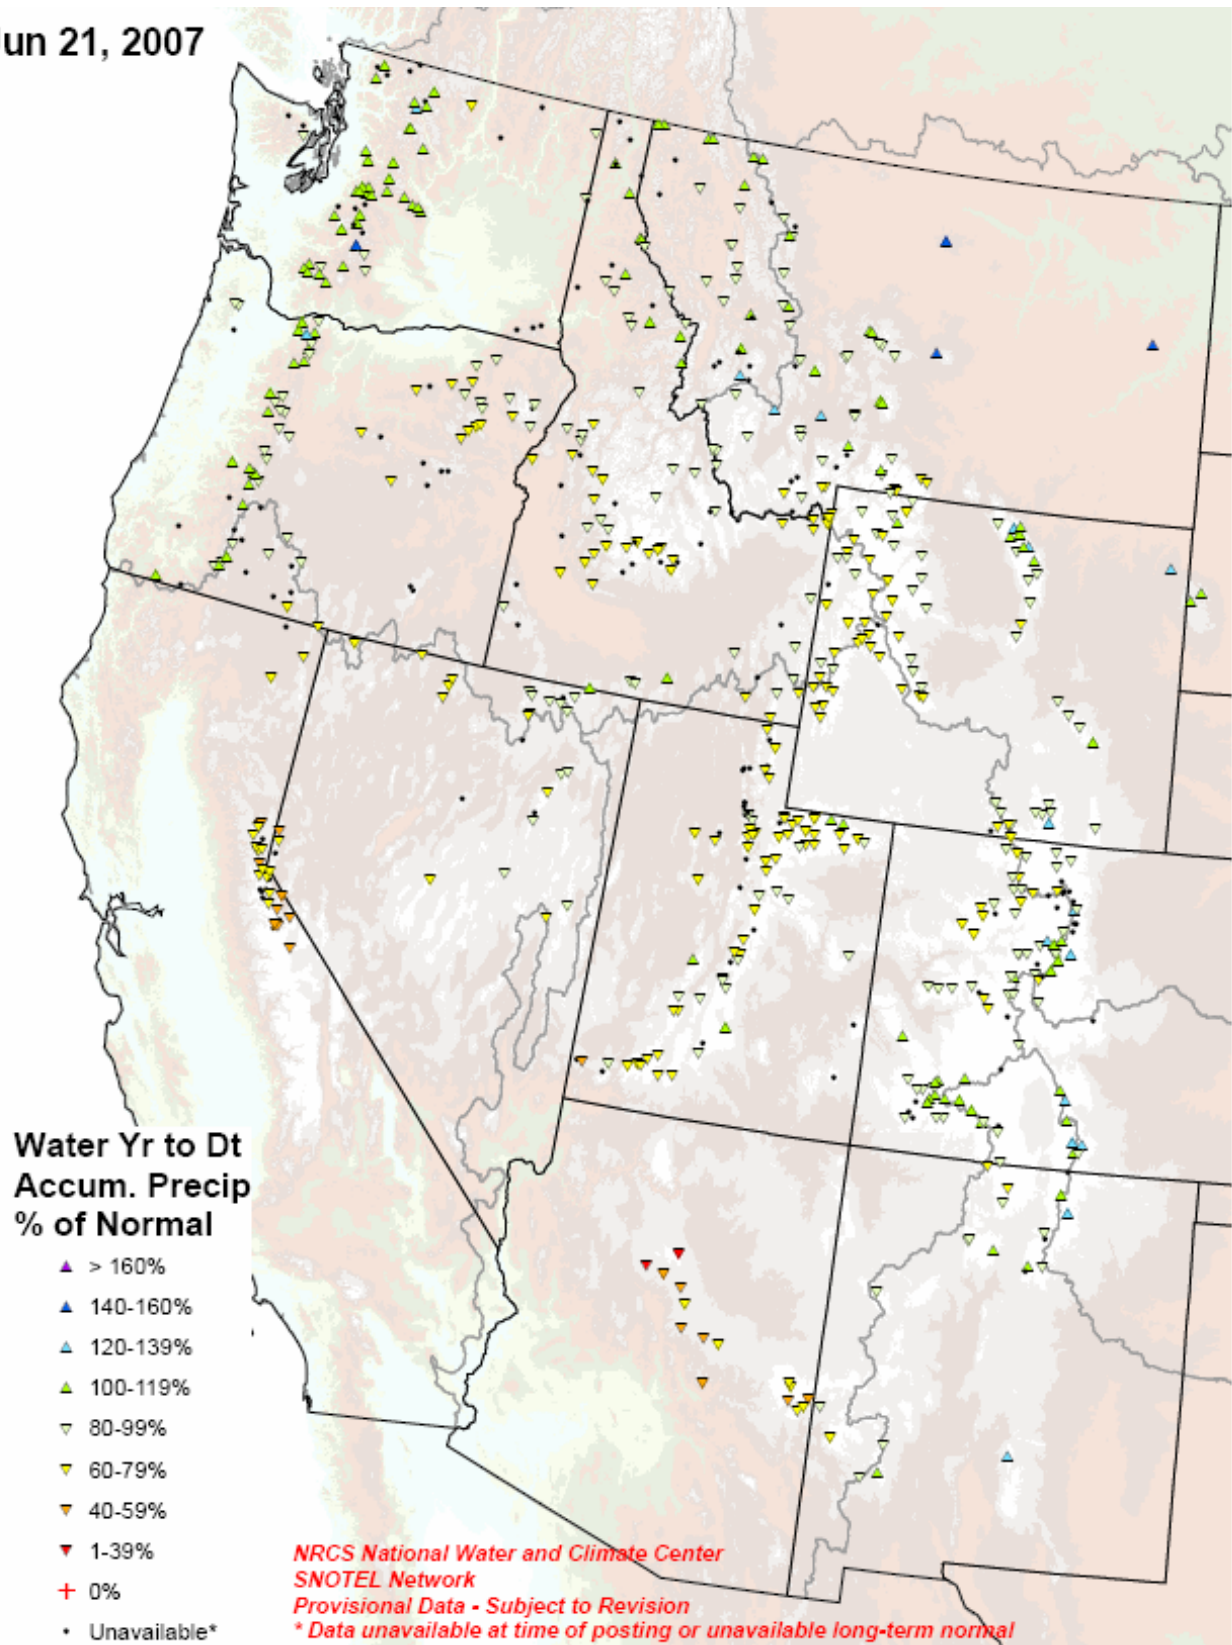 Jun 21, 2007
Water Yr to Dt
Accum. Precip
% of Normal
> 160%
140-160%
120-139%
100-119%
80-99%
60-79%
40-59%
1-39%
0%
Unavailable*
NRCS National Water and Climate Center
SNOTEL Network
Provisional Data - Subject to Revision
* Data unavailable at time of posting or unavailable long-term normal